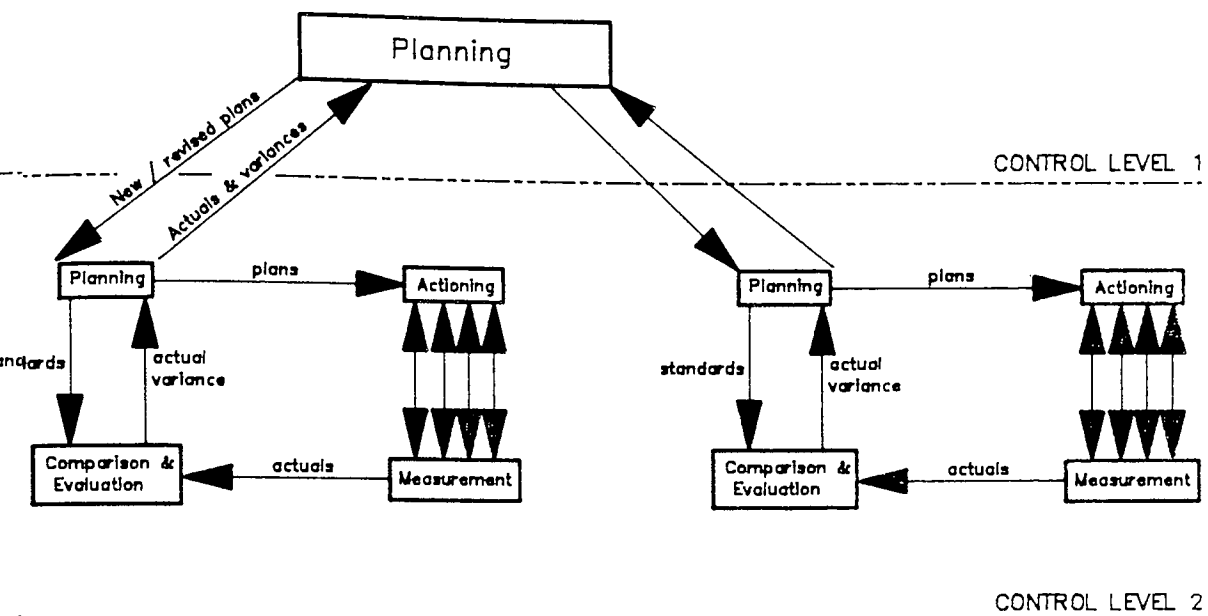 Planning
New / revised plans
Actuals & variances
CONTROL LEVEL 1
Planning
plans
Actioning
andards
actual
variance
Comparison &
Evaluation
actuals
Measurement
Planning
plans
Actioning
standards
actual
variance
Comparison &
Evaluation
actuals
Measurement
CONTROL LEVEL 2